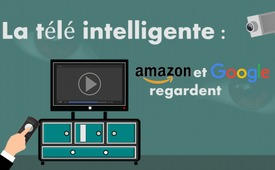 La télé intelligente :
amazon et Google
regardent